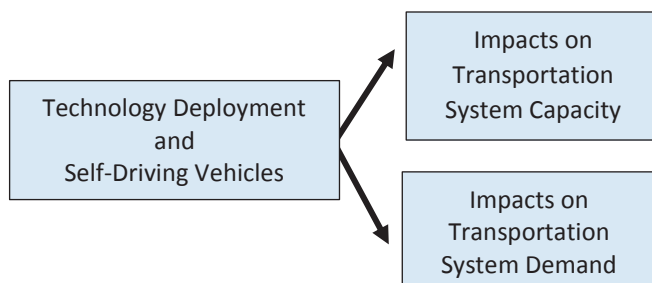 Technology Deployment
and
Self-Driving Vehicles
Impacts on
Transportation
System Capacity
Impacts on
Transportation
System Demand